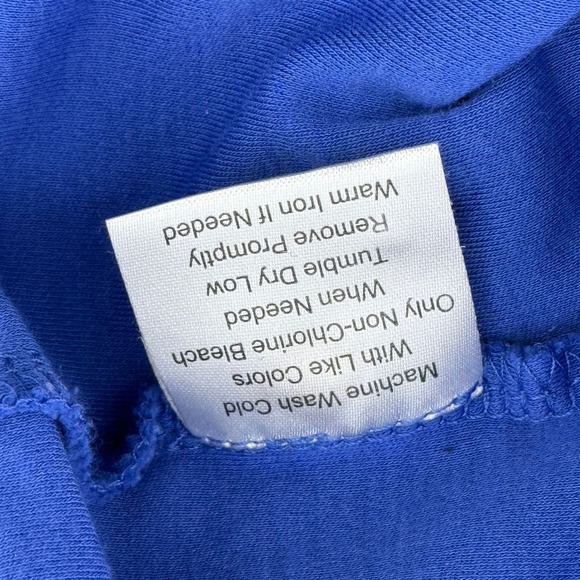 Machine Wash Cold
With Like Colors
Only Non-Chlorine Bleach
When Needed
Tumble Dry Low
Remove Promptly
Warm Iron If Needed